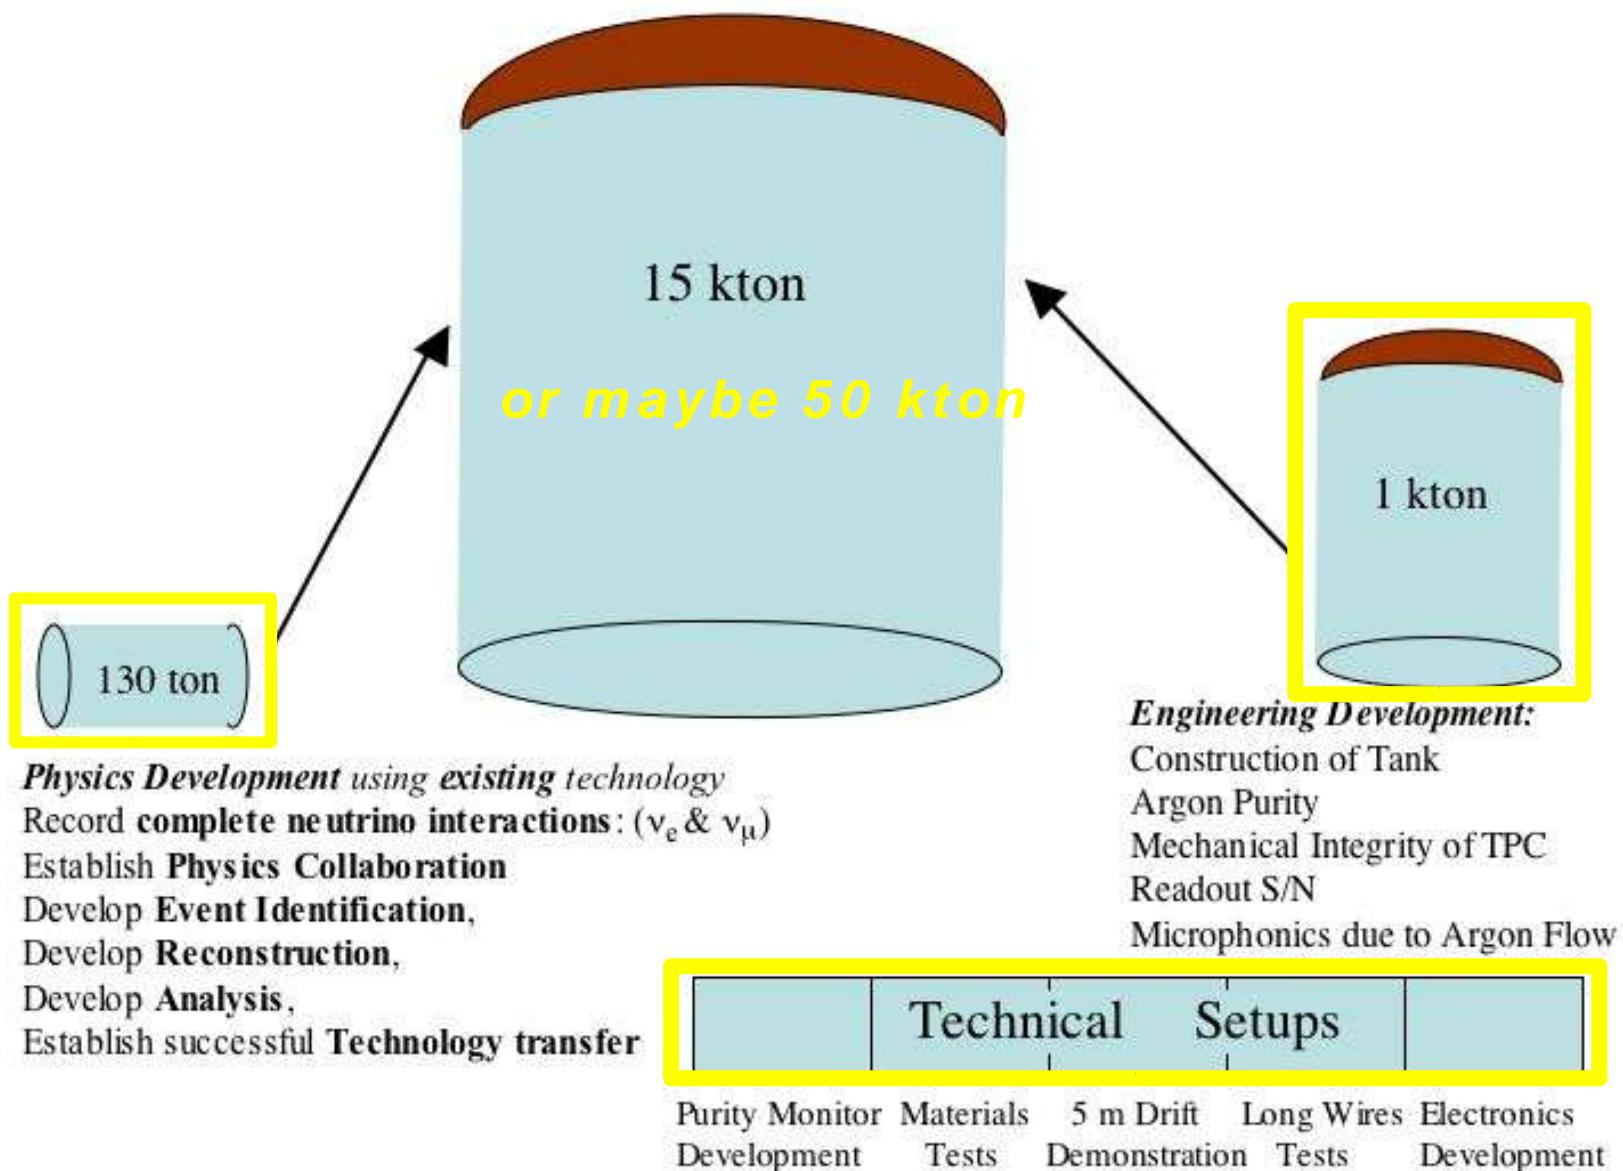 15 kton
or maybe 50 kton
1 kton
130 ton
Physics Development using existing technology
Record complete neutrino interactions: (νe & νμ)
Establish Physics Collaboration
Develop Event Identification,
Develop Reconstruction,
Develop Analysis,
Establish successful Technology transfer
Engineering Development:
Construction of Tank
Argon Purity
Mechanical Integrity of TPC
Readout S/N
Microphonics due to Argon Flow
Technical Setups
Purity Monitor
Development
Materials
Tests
5 m Drift
Demonstration
Long Wires
Tests
Electronics
Development